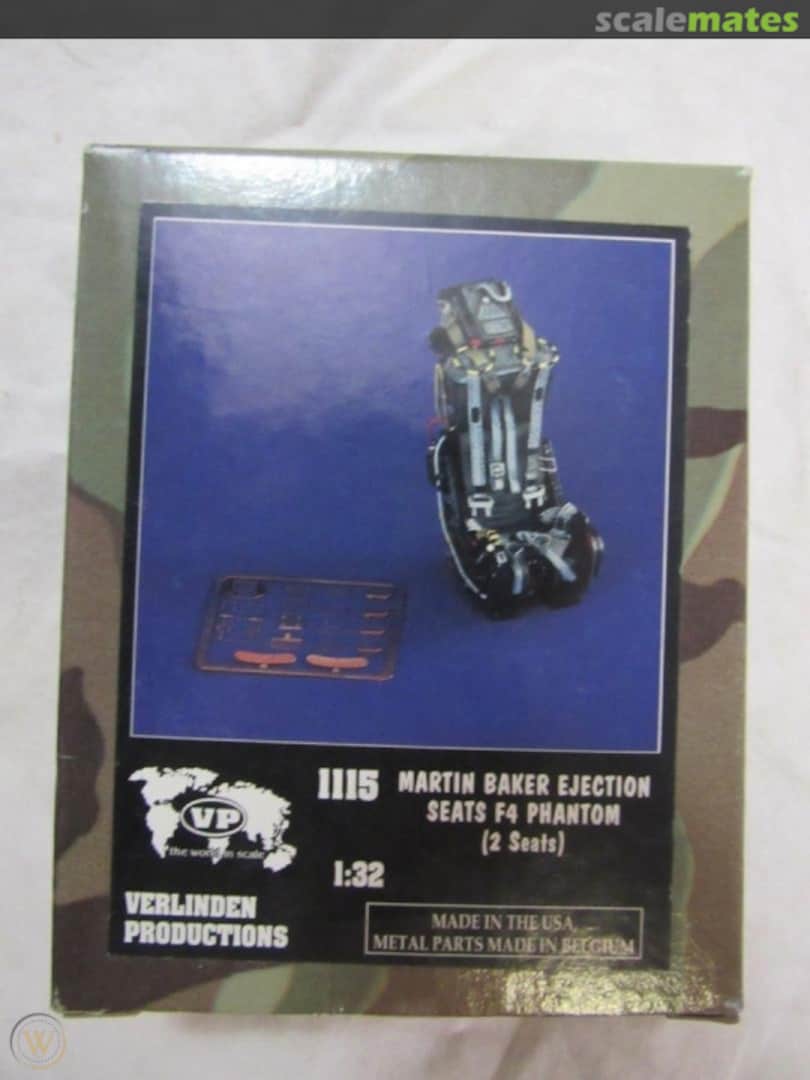 scalemates
1115
MARTIN BAKER EJECTION
SEATS F4 PHANTOM
(2 Seats)
VP
the world in scale
1:32
VERLINDEN
PRODUCTIONS
MADE IN THE USA,
METAL PARTS MADE IN BELGIUM
W